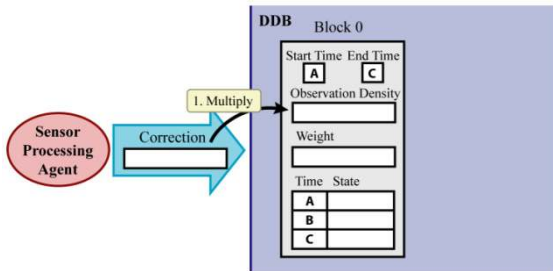 DDB
Block 0
Start Time End Time
A C
Observation Density
1. Multiply
Sensor
Processing
Agent
Correction
Weight
Time State
A
B
C